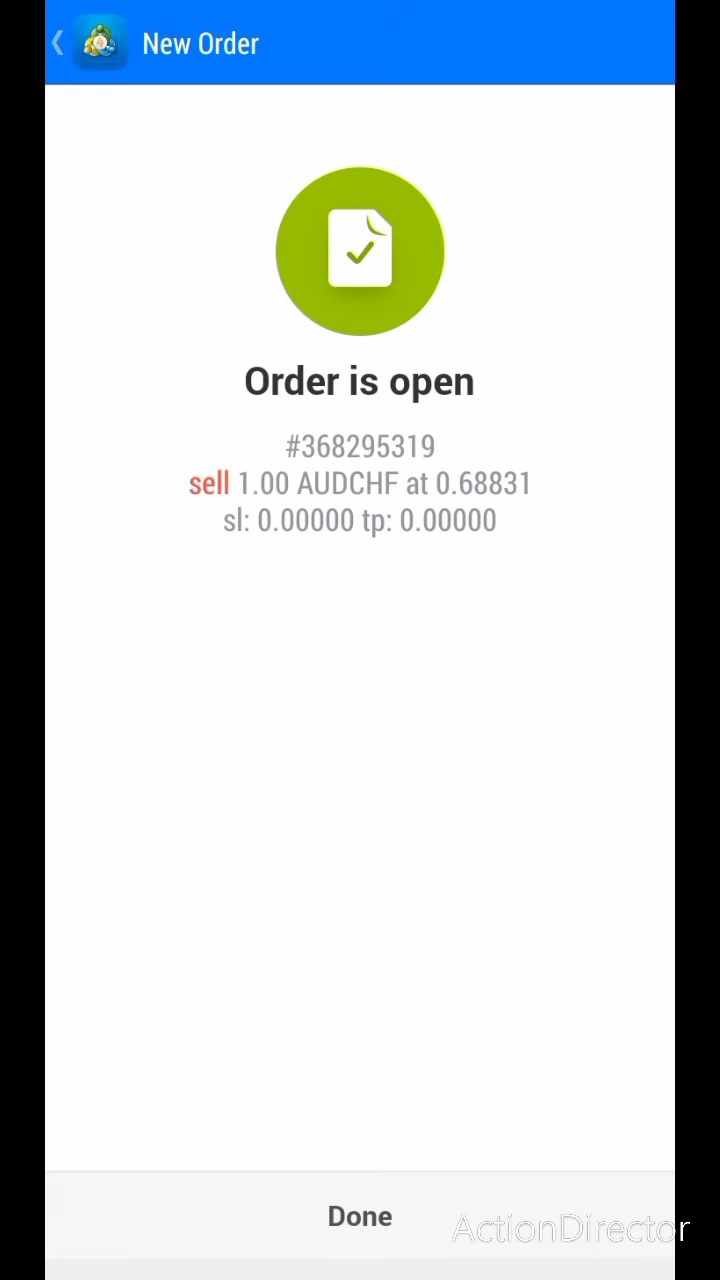 New Order
Order is open
#368295319
sell 1.00 AUDCHF at 0.68831
sl: 0.00000 tp: 0.00000
Done
ActionDirector